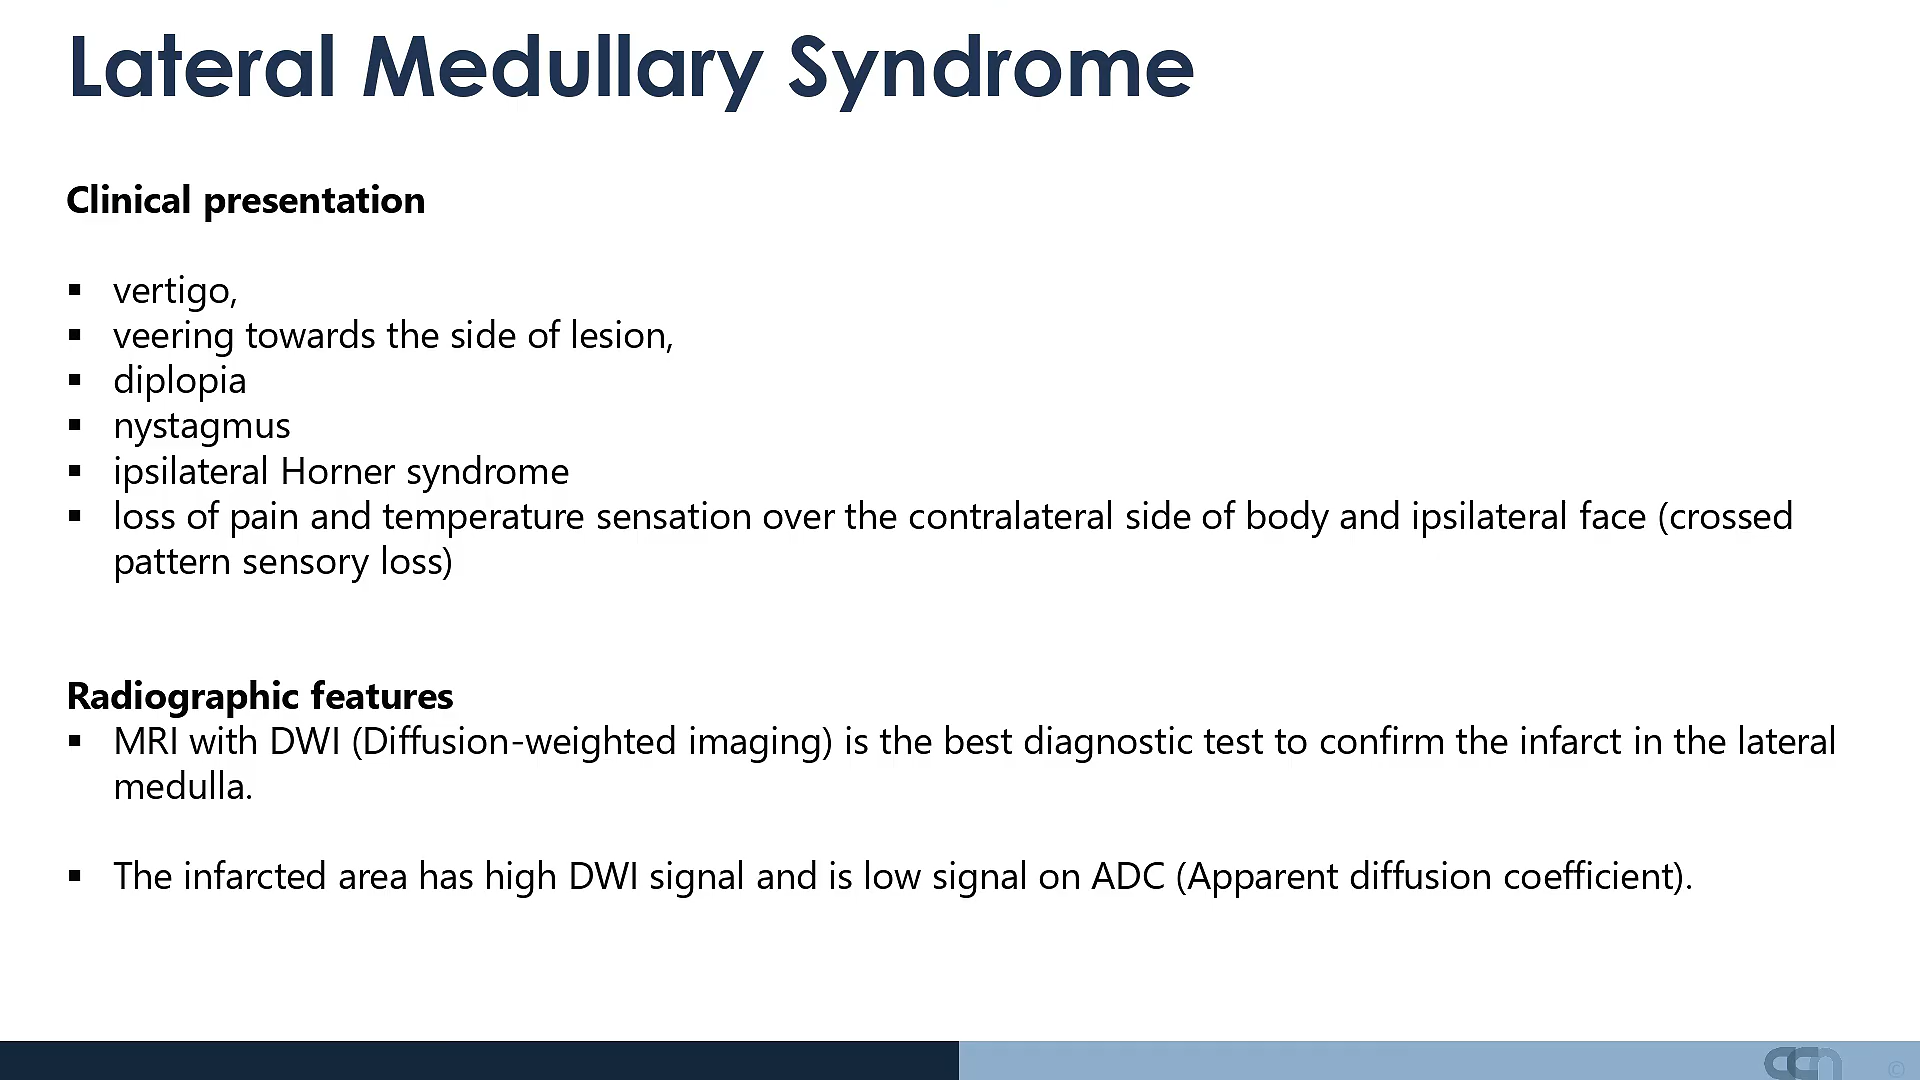 Lateral Medullary Syndrome
Clinical presentation
▪ vertigo,
▪ veering towards the side of lesion,
▪ diplopia
▪ nystagmus
▪ ipsilateral Horner syndrome
▪ loss of pain and temperature sensation over the contralateral side of body and ipsilateral face (crossed
pattern sensory loss)
Radiographic features
▪ MRI with DWI (Diffusion-weighted imaging) is the best diagnostic test to confirm the infarct in the lateral
medulla.
▪ The infarcted area has high DWI signal and is low signal on ADC (Apparent diffusion coefficient).
©